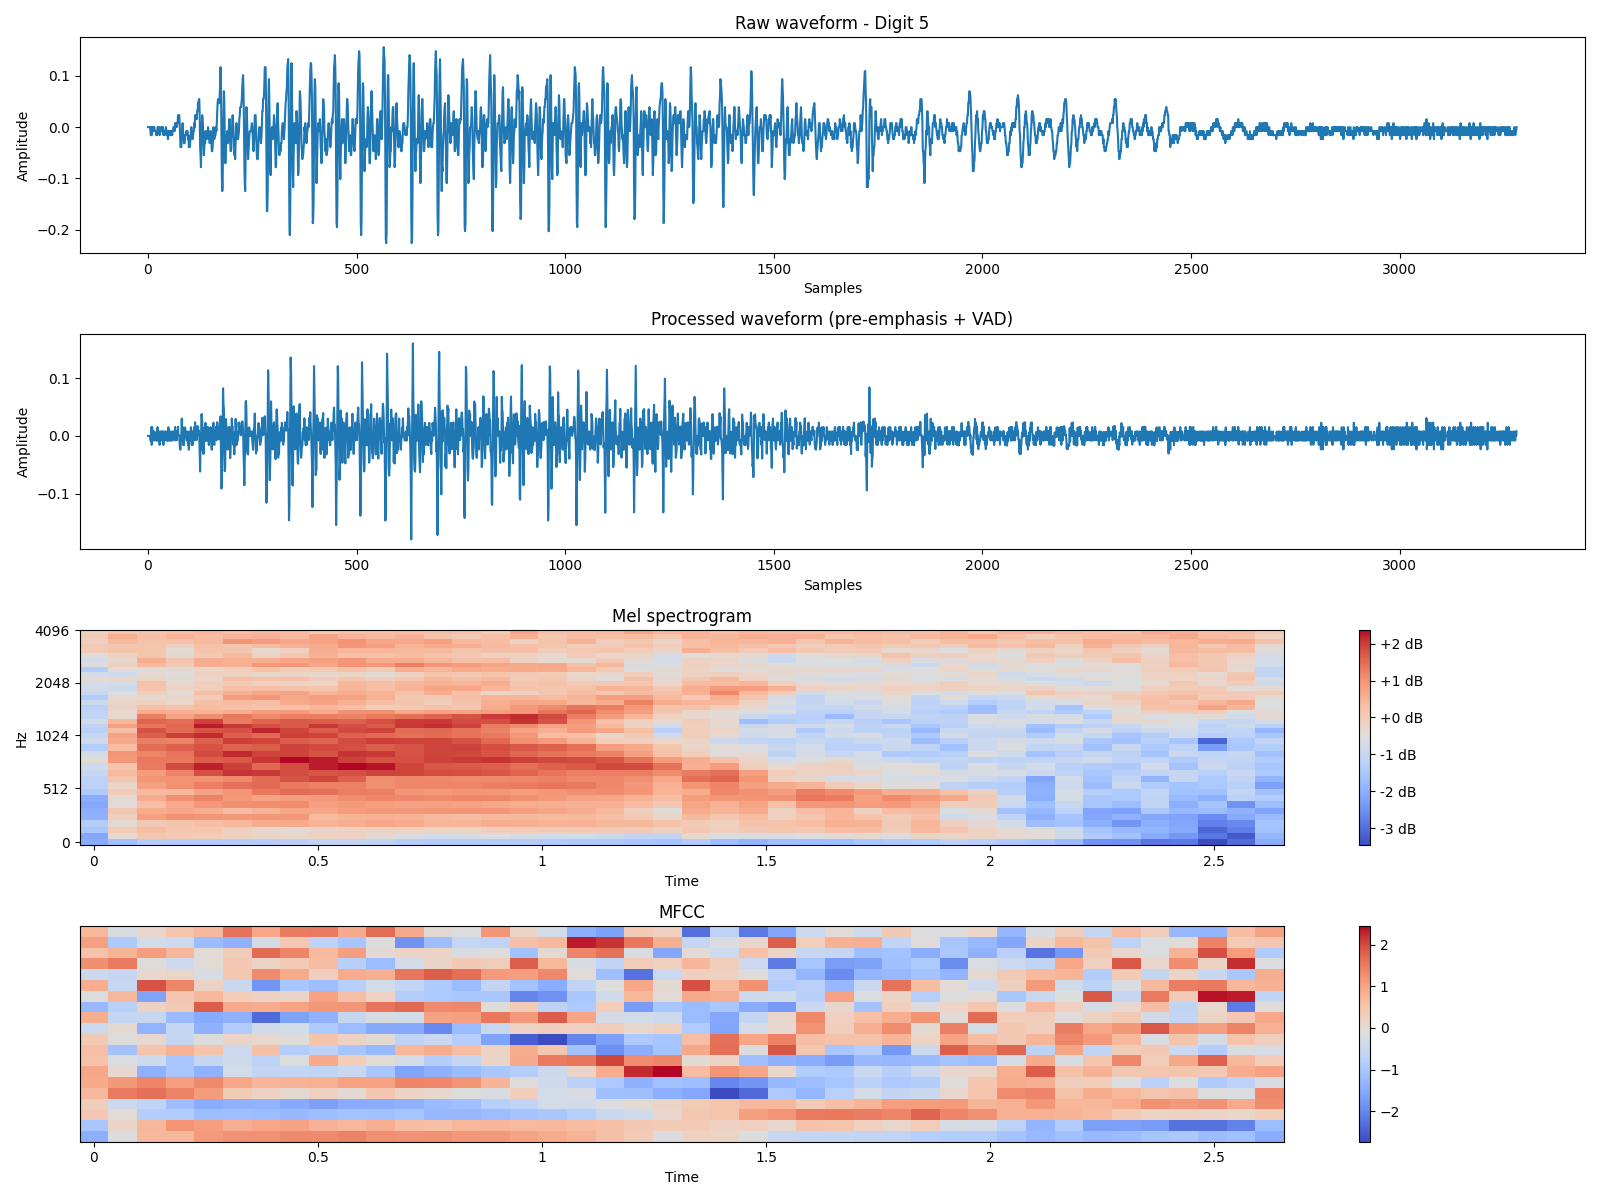 Raw waveform - Digit 5
0.1
0.0
−0.1
−0.2
Amplitude
0 500 1000 1500 2000 2500 3000
Samples
Processed waveform (pre-emphasis + VAD)
0.1
0.0
−0.1
Amplitude
0 500 1000 1500 2000 2500 3000
Samples
Mel spectrogram
4096
2048
1024
512
0
Hz
0 0.5 1 1.5 2 2.5
Time
+2 dB
+1 dB
+0 dB
-1 dB
-2 dB
-3 dB
MFCC
0 0.5 1 1.5 2 2.5
Time
2
1
0
−1
−2